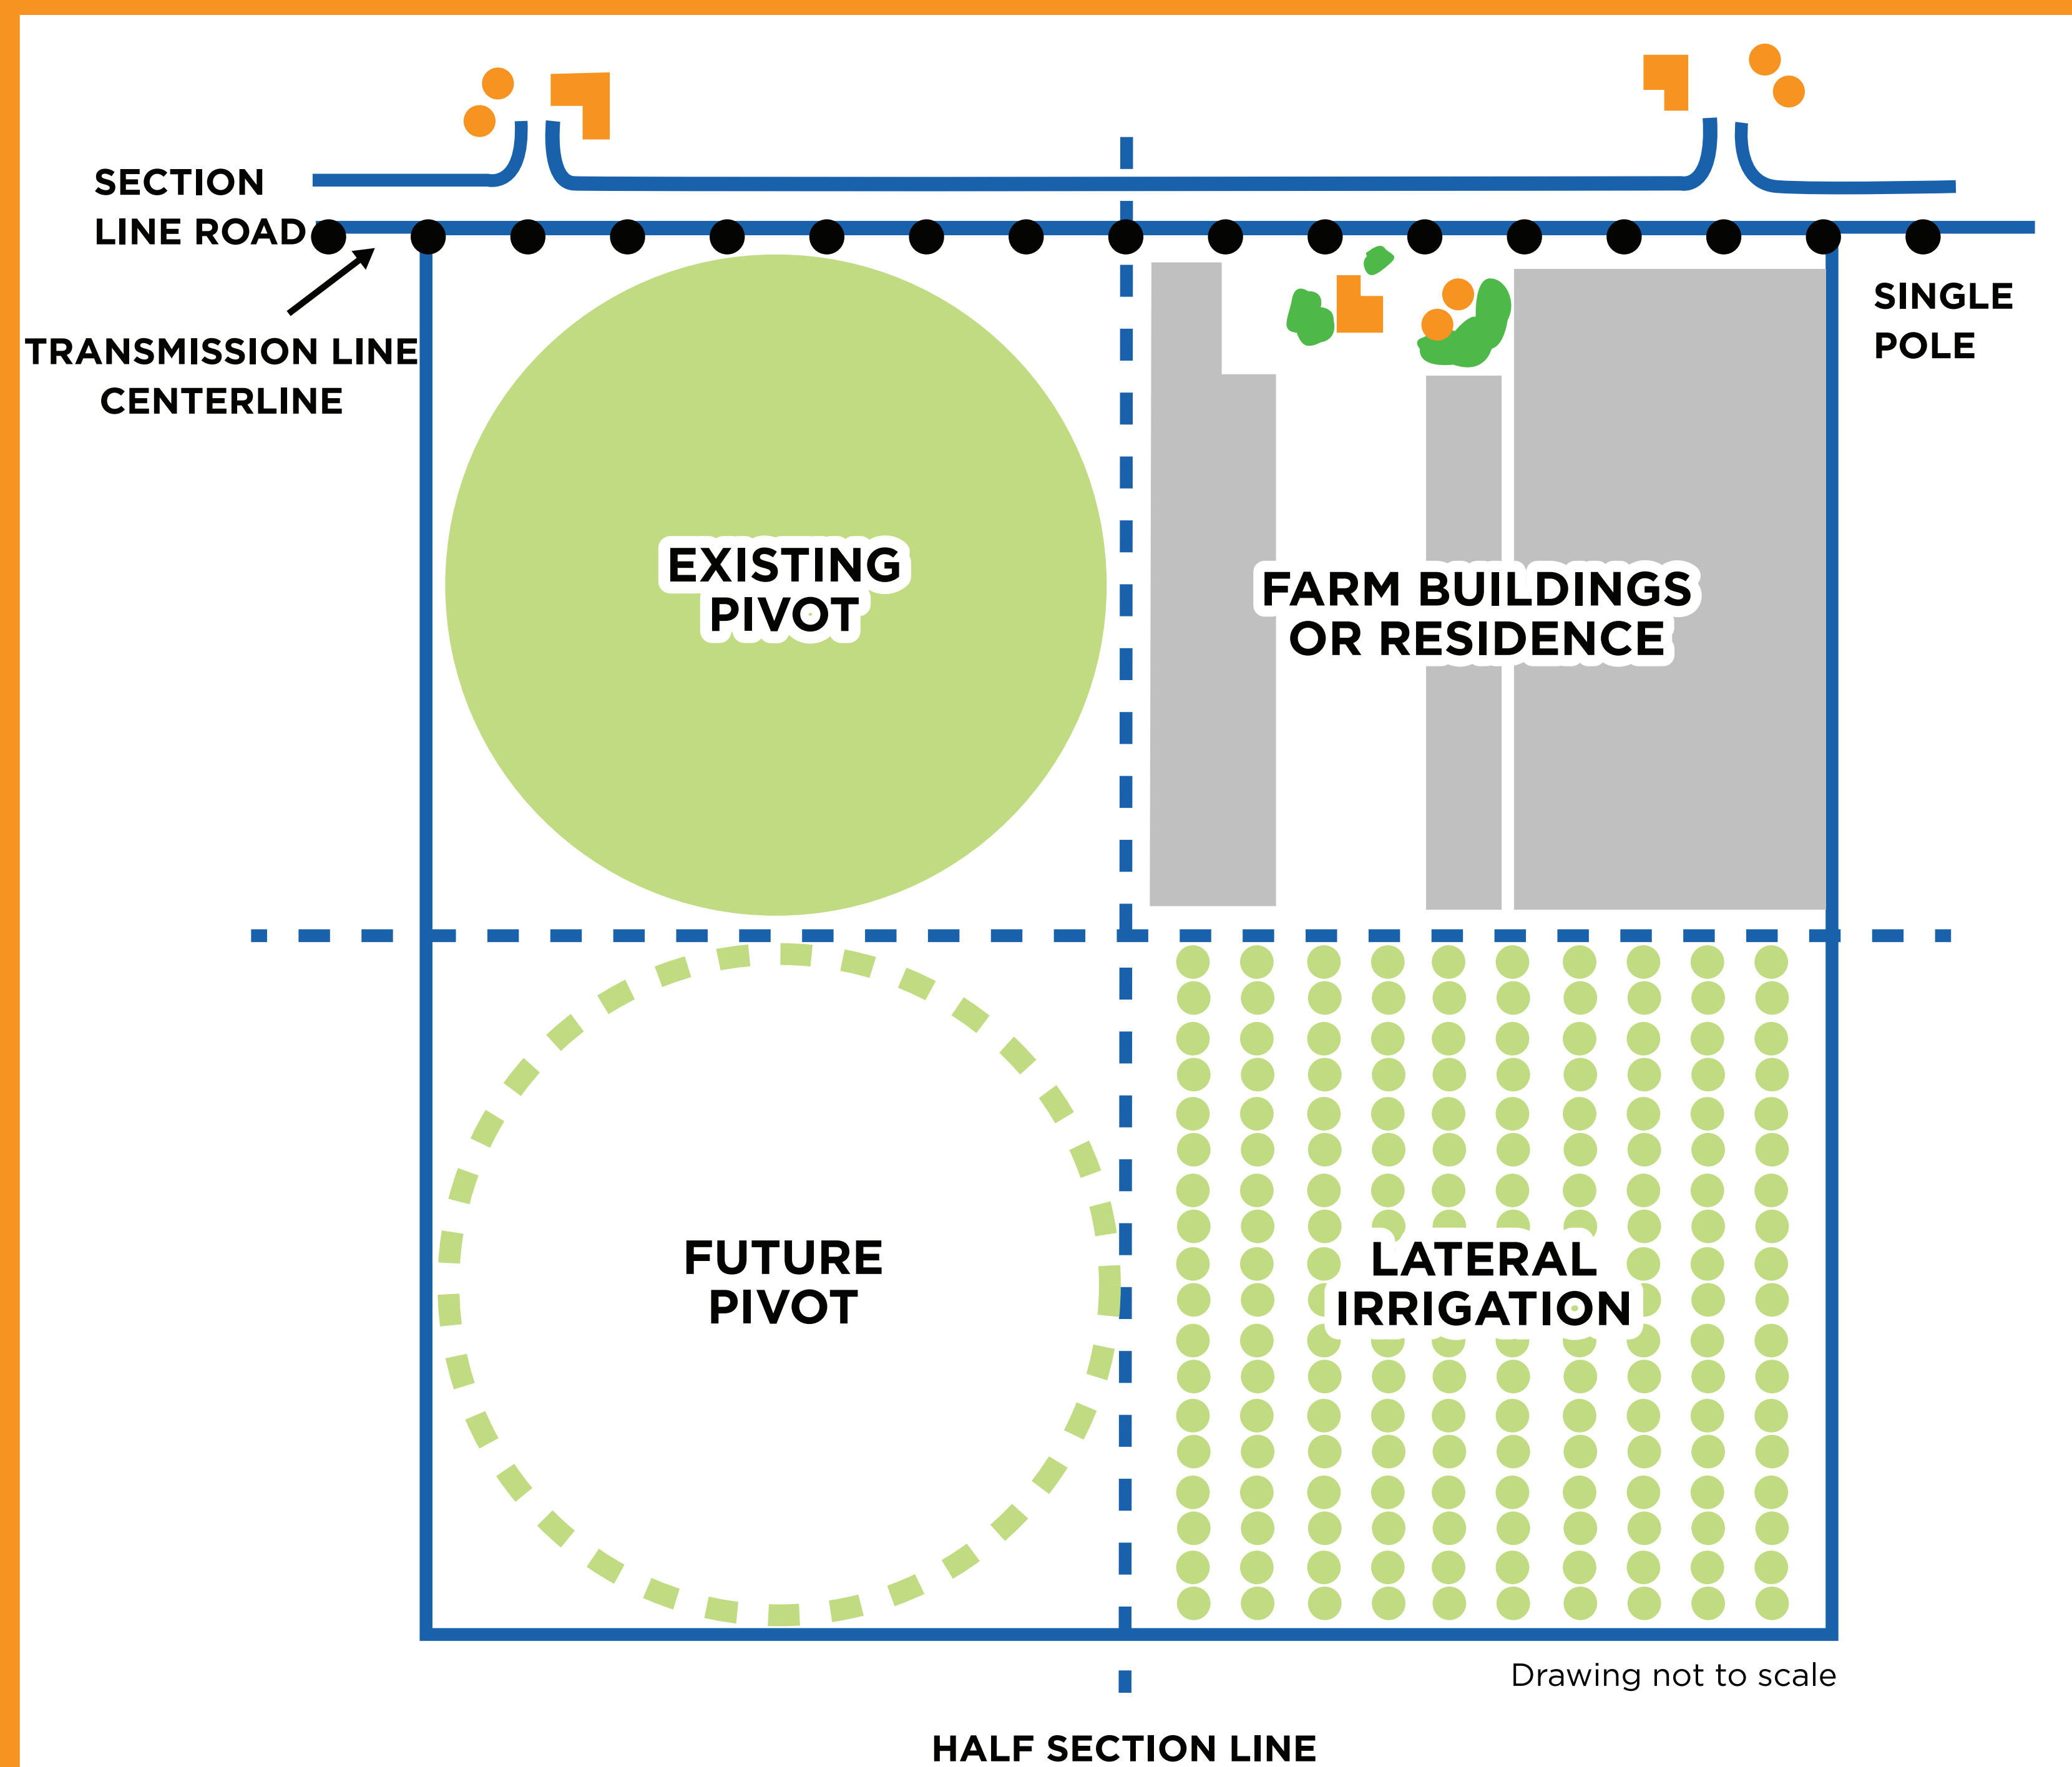 SECTION
LINE ROAD
TRANSMISSION LINE
CENTERLINE
SINGLE
POLE
EXISTING
PIVOT
FARM BUILDINGS
OR RESIDENCE
FUTURE
PIVOT
LATERAL
IRRIGATION
Drawing not to scale
HALF SECTION LINE